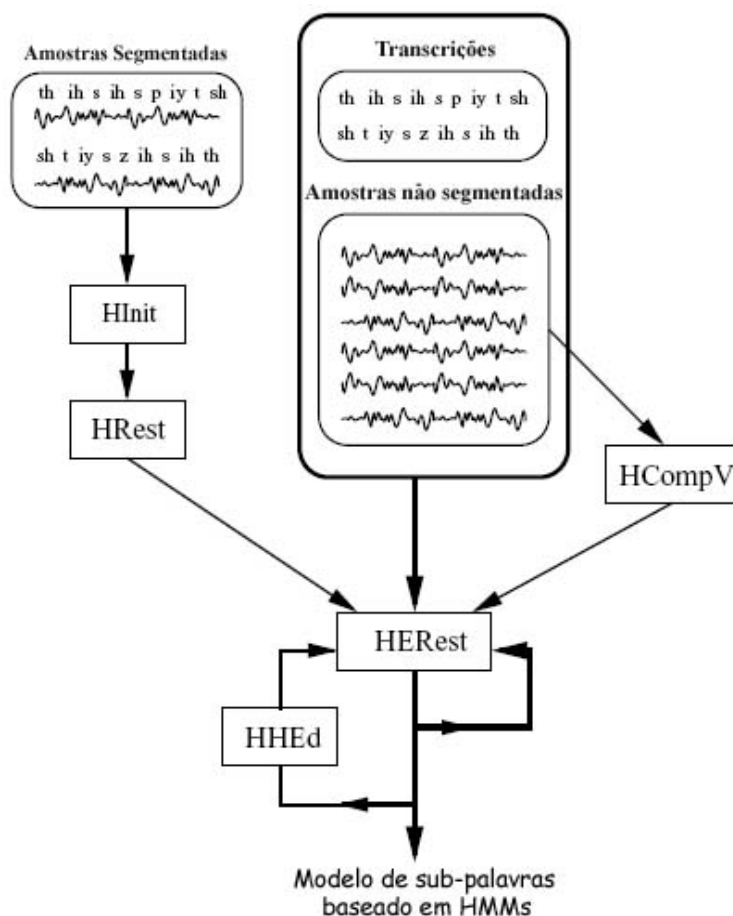 Amostras Segmentadas
th ih s ih s p iy t sh
sh t iy s z ih s ih th
Transcrições
th ih s ih s p iy t sh
sh t iy s z ih s ih th
Amostras não segmentadas
HInit
HRest
HCompV
HERest
HHEd
Modelo de sub-palavras
baseado em HMMs